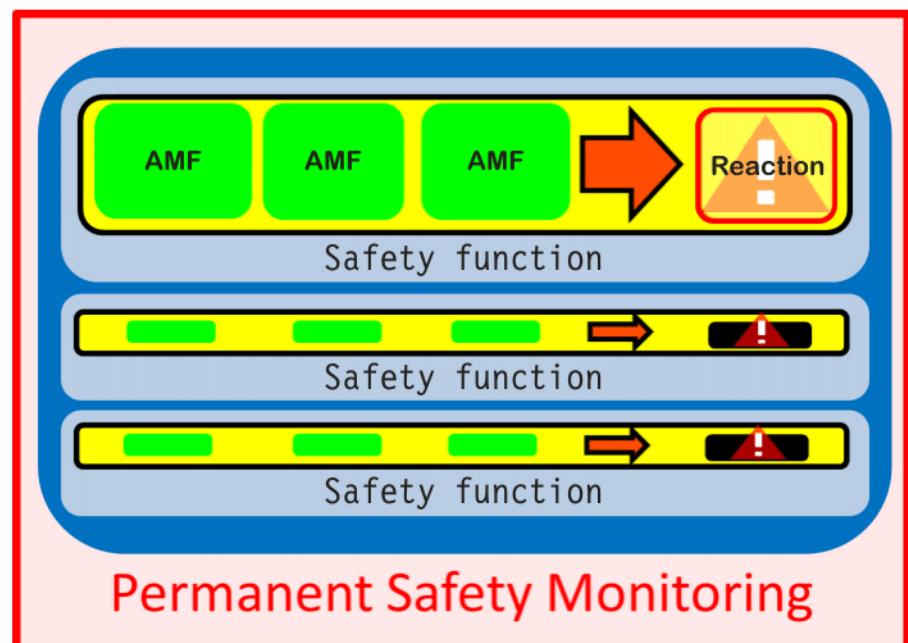 AMF AMF AMF Reaction
Safety function
Safety function
Safety function
Permanent Safety Monitoring